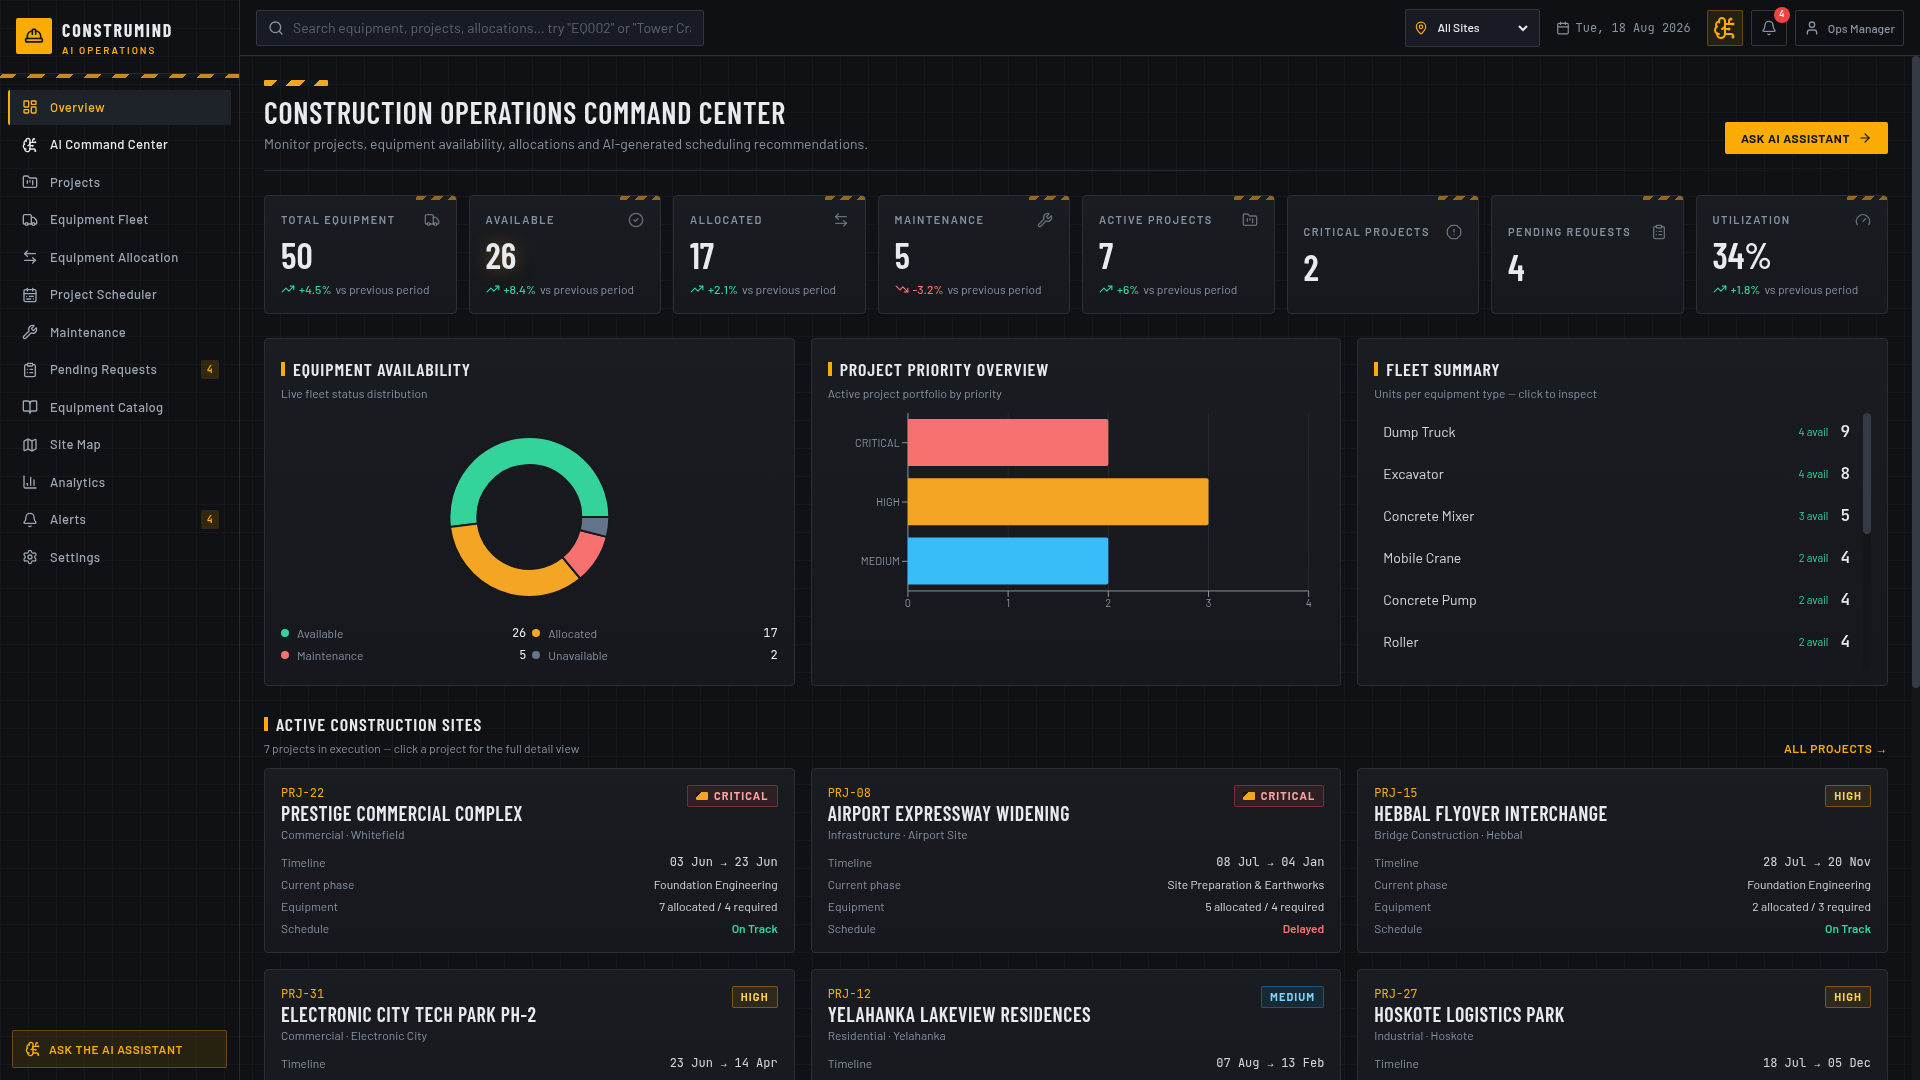 CONSTRUMIND
AI OPERATIONS
Search equipment, projects, allocations... try "EQ002" or "Tower Cr
All Sites
Tue, 18 Aug 2026
4
Ops Manager
Overview
AI Command Center
Projects
Equipment Fleet
Equipment Allocation
Project Scheduler
Maintenance
Pending Requests 4
Equipment Catalog
Site Map
Analytics
Alerts 4
Settings
ASK THE AI ASSISTANT
CONSTRUCTION OPERATIONS COMMAND CENTER
Monitor projects, equipment availability, allocations and AI-generated scheduling recommendations.
ASK AI ASSISTANT →
TOTAL EQUIPMENT
50
+4.5% vs previous period
AVAILABLE
26
+8.4% vs previous period
ALLOCATED
17
+2.1% vs previous period
MAINTENANCE
5
-3.2% vs previous period
ACTIVE PROJECTS
7
+6% vs previous period
CRITICAL PROJECTS
2
PENDING REQUESTS
4
UTILIZATION
34%
+1.8% vs previous period
EQUIPMENT AVAILABILITY
Live fleet status distribution
Available 26
Allocated 17
Maintenance 5
Unavailable 2
PROJECT PRIORITY OVERVIEW
Active project portfolio by priority
CRITICAL
HIGH
MEDIUM
0 1 2 3 4
FLEET SUMMARY
Units per equipment type — click to inspect
Dump Truck 4 avail 9
Excavator 4 avail 8
Concrete Mixer 3 avail 5
Mobile Crane 2 avail 4
Concrete Pump 2 avail 4
Roller 2 avail 4
ACTIVE CONSTRUCTION SITES
7 projects in execution — click a project for the full detail view
ALL PROJECTS →
PRJ-22
CRITICAL
PRESTIGE COMMERCIAL COMPLEX
Commercial · Whitefield
Timeline 03 Jun → 23 Jun
Current phase Foundation Engineering
Equipment 7 allocated / 4 required
Schedule On Track
PRJ-08
CRITICAL
AIRPORT EXPRESSWAY WIDENING
Infrastructure · Airport Site
Timeline 08 Jul → 04 Jan
Current phase Site Preparation & Earthworks
Equipment 5 allocated / 4 required
Schedule Delayed
PRJ-15
HIGH
HEBBAL FLYOVER INTERCHANGE
Bridge Construction · Hebbal
Timeline 28 Jul → 20 Nov
Current phase Foundation Engineering
Equipment 2 allocated / 3 required
Schedule On Track
PRJ-31
HIGH
ELECTRONIC CITY TECH PARK PH-2
Commercial · Electronic City
Timeline 23 Jun → 14 Apr
PRJ-12
MEDIUM
YELAHANKA LAKEVIEW RESIDENCES
Residential · Yelahanka
Timeline 07 Aug → 13 Feb
PRJ-27
HIGH
HOSKOTE LOGISTICS PARK
Industrial · Hoskote
Timeline 18 Jul → 05 Dec